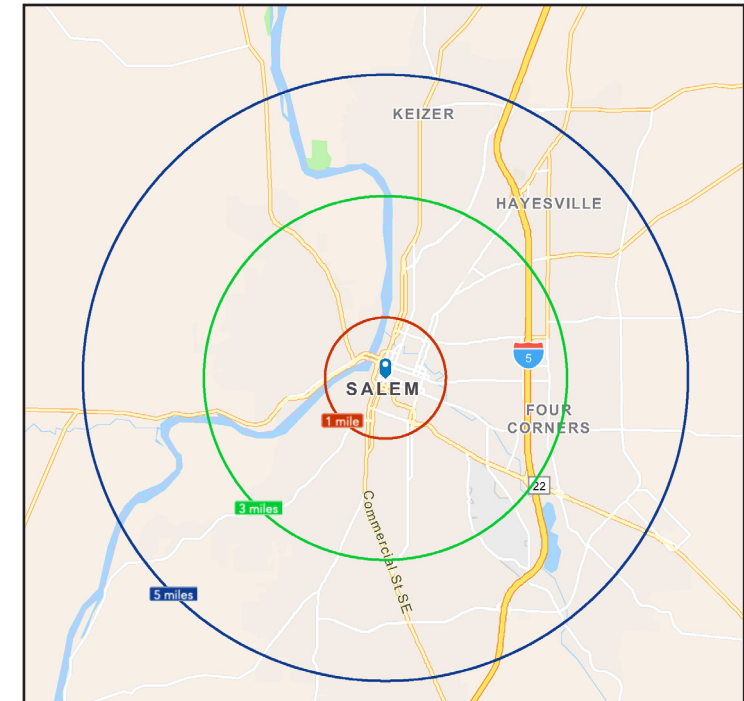 KEIZER
HAYESVILLE
5
SALEM
1 mile
FOUR
CORNERS
22
3 miles
Commercial St SE
5 miles